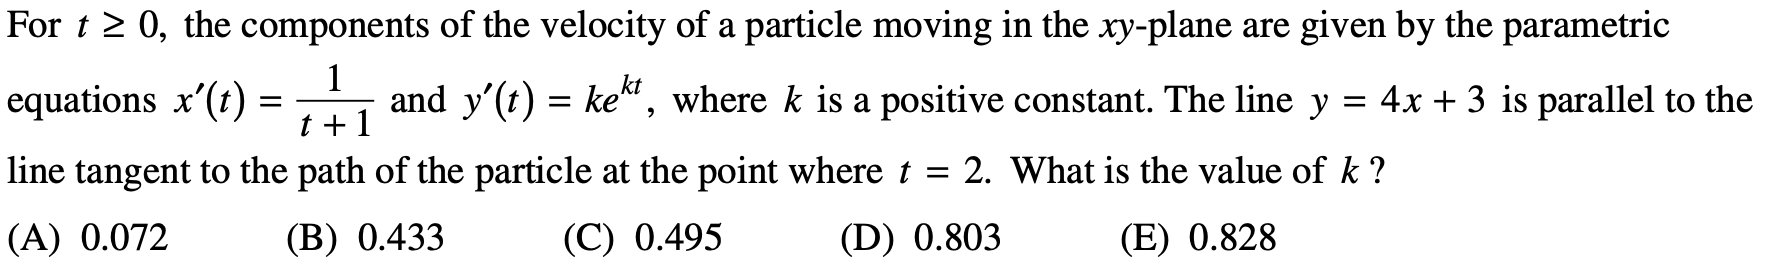 For t ≥ 0, the components of the velocity of a particle moving in the xy-plane are given by the parametric
equations x′(t) = 1/(t + 1) and y′(t) = ke^{kt}, where k is a positive constant. The line y = 4x + 3 is parallel to the
line tangent to the path of the particle at the point where t = 2. What is the value of k ?
(A) 0.072 (B) 0.433 (C) 0.495 (D) 0.803 (E) 0.828